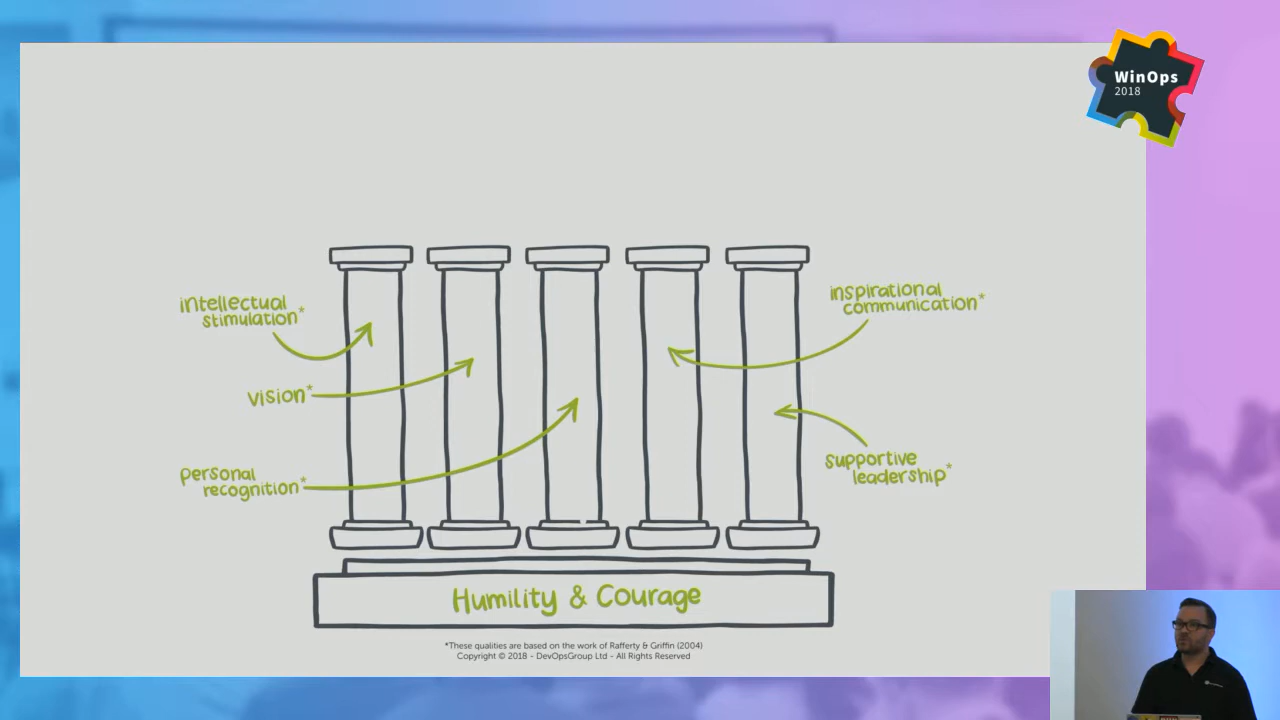 WinOps
2018
intellectual
stimulation*
inspirational
communication*
vision*
personal
recognition*
supportive
leadership*
Humility & Courage
*These qualities are based on the work of Rafferty & Griffin (2004)
Copyright © 2018 - DevOpsGroup Ltd - All Rights Reserved